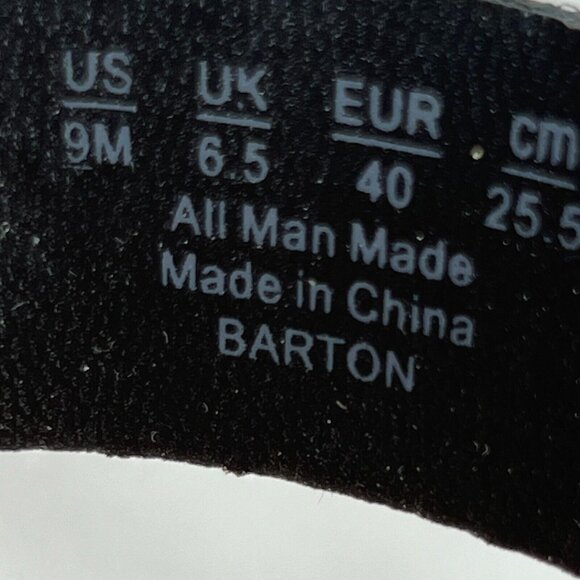 US UK EUR cm
9M 6.5 40 25.5
All Man Made
Made in China
BARTON